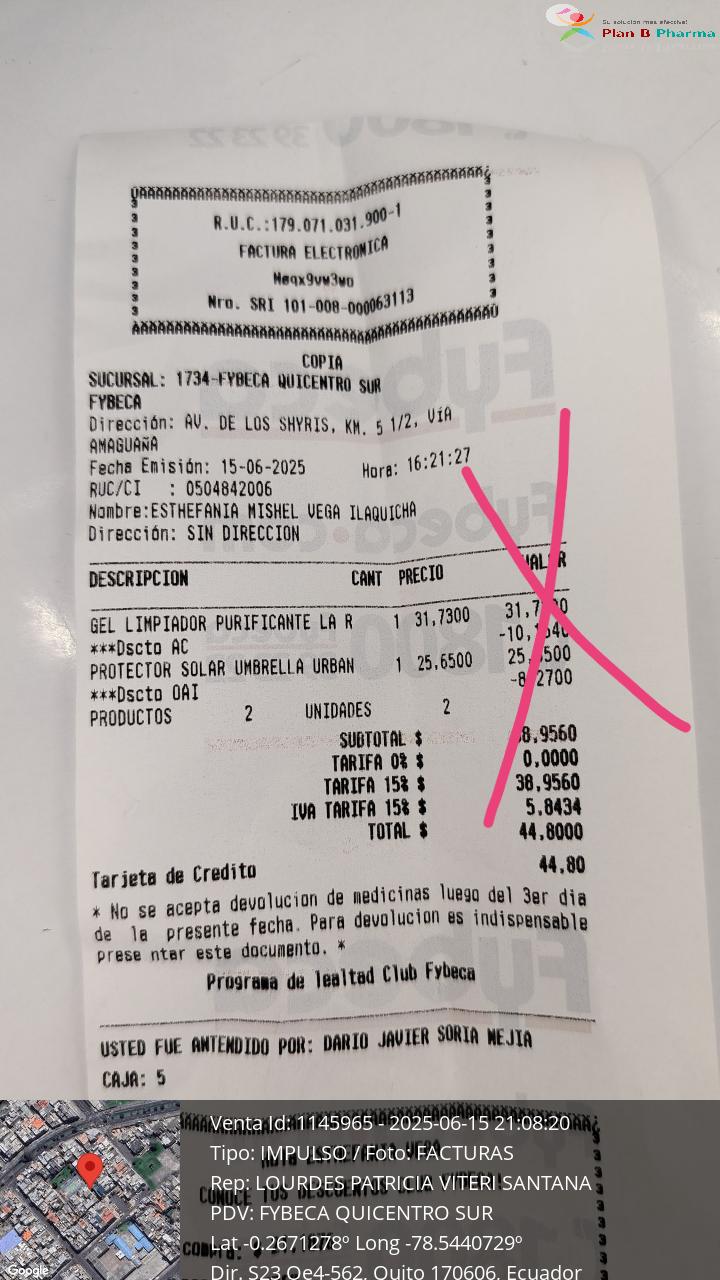 Su solución más efectiva!
Plan B Pharma
R.U.C.:179.071.031.900-1
FACTURA ELECTRONICA
Nro. SRI 101-008-000063113
COPIA
SUCURSAL: 1734-FYBECA QUICENTRO SUR
FYBECA
Dirección: AV. DE LOS SHYRIS, KM. 5 1/2, VíA
AMAGUAñA
Fecha Emisión: 15-06-2025 Hora: 16:21:27
RUC/CI : 0504842006
Nombre:ESTHEFANIA MISHEL VEGA ILAQUICHA
Dirección: SIN DIRECCION
DESCRIPCION CANT PRECIO VALOR
GEL LIMPIADOR PURIFICANTE LA R 1 31,7300 31,7300
***Dscto AC
PROTECTOR SOLAR UMBRELLA URBAN 1 25,6500 25,6500
***Dscto OAI
PRODUCTOS 2 UNIDADES 2
SUBTOTAL $ 38,9560
TARIFA 0% $ 0,0000
TARIFA 15% $ 38,9560
IVA TARIFA 15% $ 5.8434
TOTAL $ 44,8000
Tarjeta de Credito 44,80
* No se acepta devolucion de medicinas luego del 3er dia
de la presente fecha. Para devolucion es indispensable
prese ntar este documento. *
Programa de lealtad Club Fybeca
USTED FUE ANTENDIDO POR: DARIO JAVIER SORIA MEJIA
CAJA: 5
Venta Id:1145965 - 2025-06-15 21:08:20
Tipo: IMPULSO / Foto: FACTURAS
Rep: LOURDES PATRICIA VITERI SANTANA
PDV: FYBECA QUICENTRO SUR
Lat -0.2671278º Long -78.5440729º
Dir. S23 Oe4-562, Quito 170606, Ecuador
Google